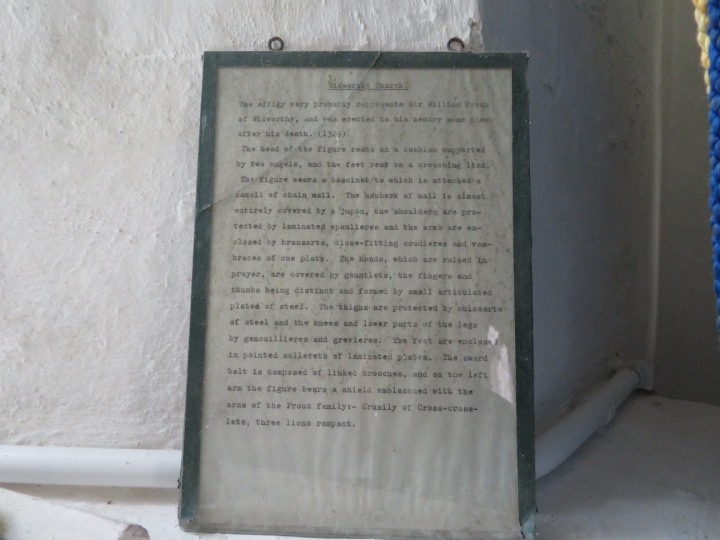 Widworthy Church.
The effigy very probably represents Sir William Prouz
of Widworthy, and was erected to his memory some time
after his death. (1329).
The head of the figure rests on a cushion supported
by two angels, and the feet rest on a crouching lion.
The figure wears a bascinet to which is attached a
camail of chain mail. The hauberk of mail is almost
entirely covered by a jupon, the shoulders are pro-
tected by laminated epaulieres and the arms are en-
closed by brassarts, close-fitting coudieres and vam-
braces of one plate. The hands, which are raised in
prayer, are covered by gauntlets, the fingers and
thumbs being distinct and formed by small articulated
plates of steel. The thighs are protected by cuissarts
of steel and the knees and lower parts of the legs
by genouillieres and grevieres. The feet are enclosed
in pointed sollerets of laminated plates. The sword
belt is composed of linked brooches, and on the left
arm the figure bears a shield emblazoned with the
arms of the Prouz family:- Crusily of Cross-cross-
lets, three lions rampant.